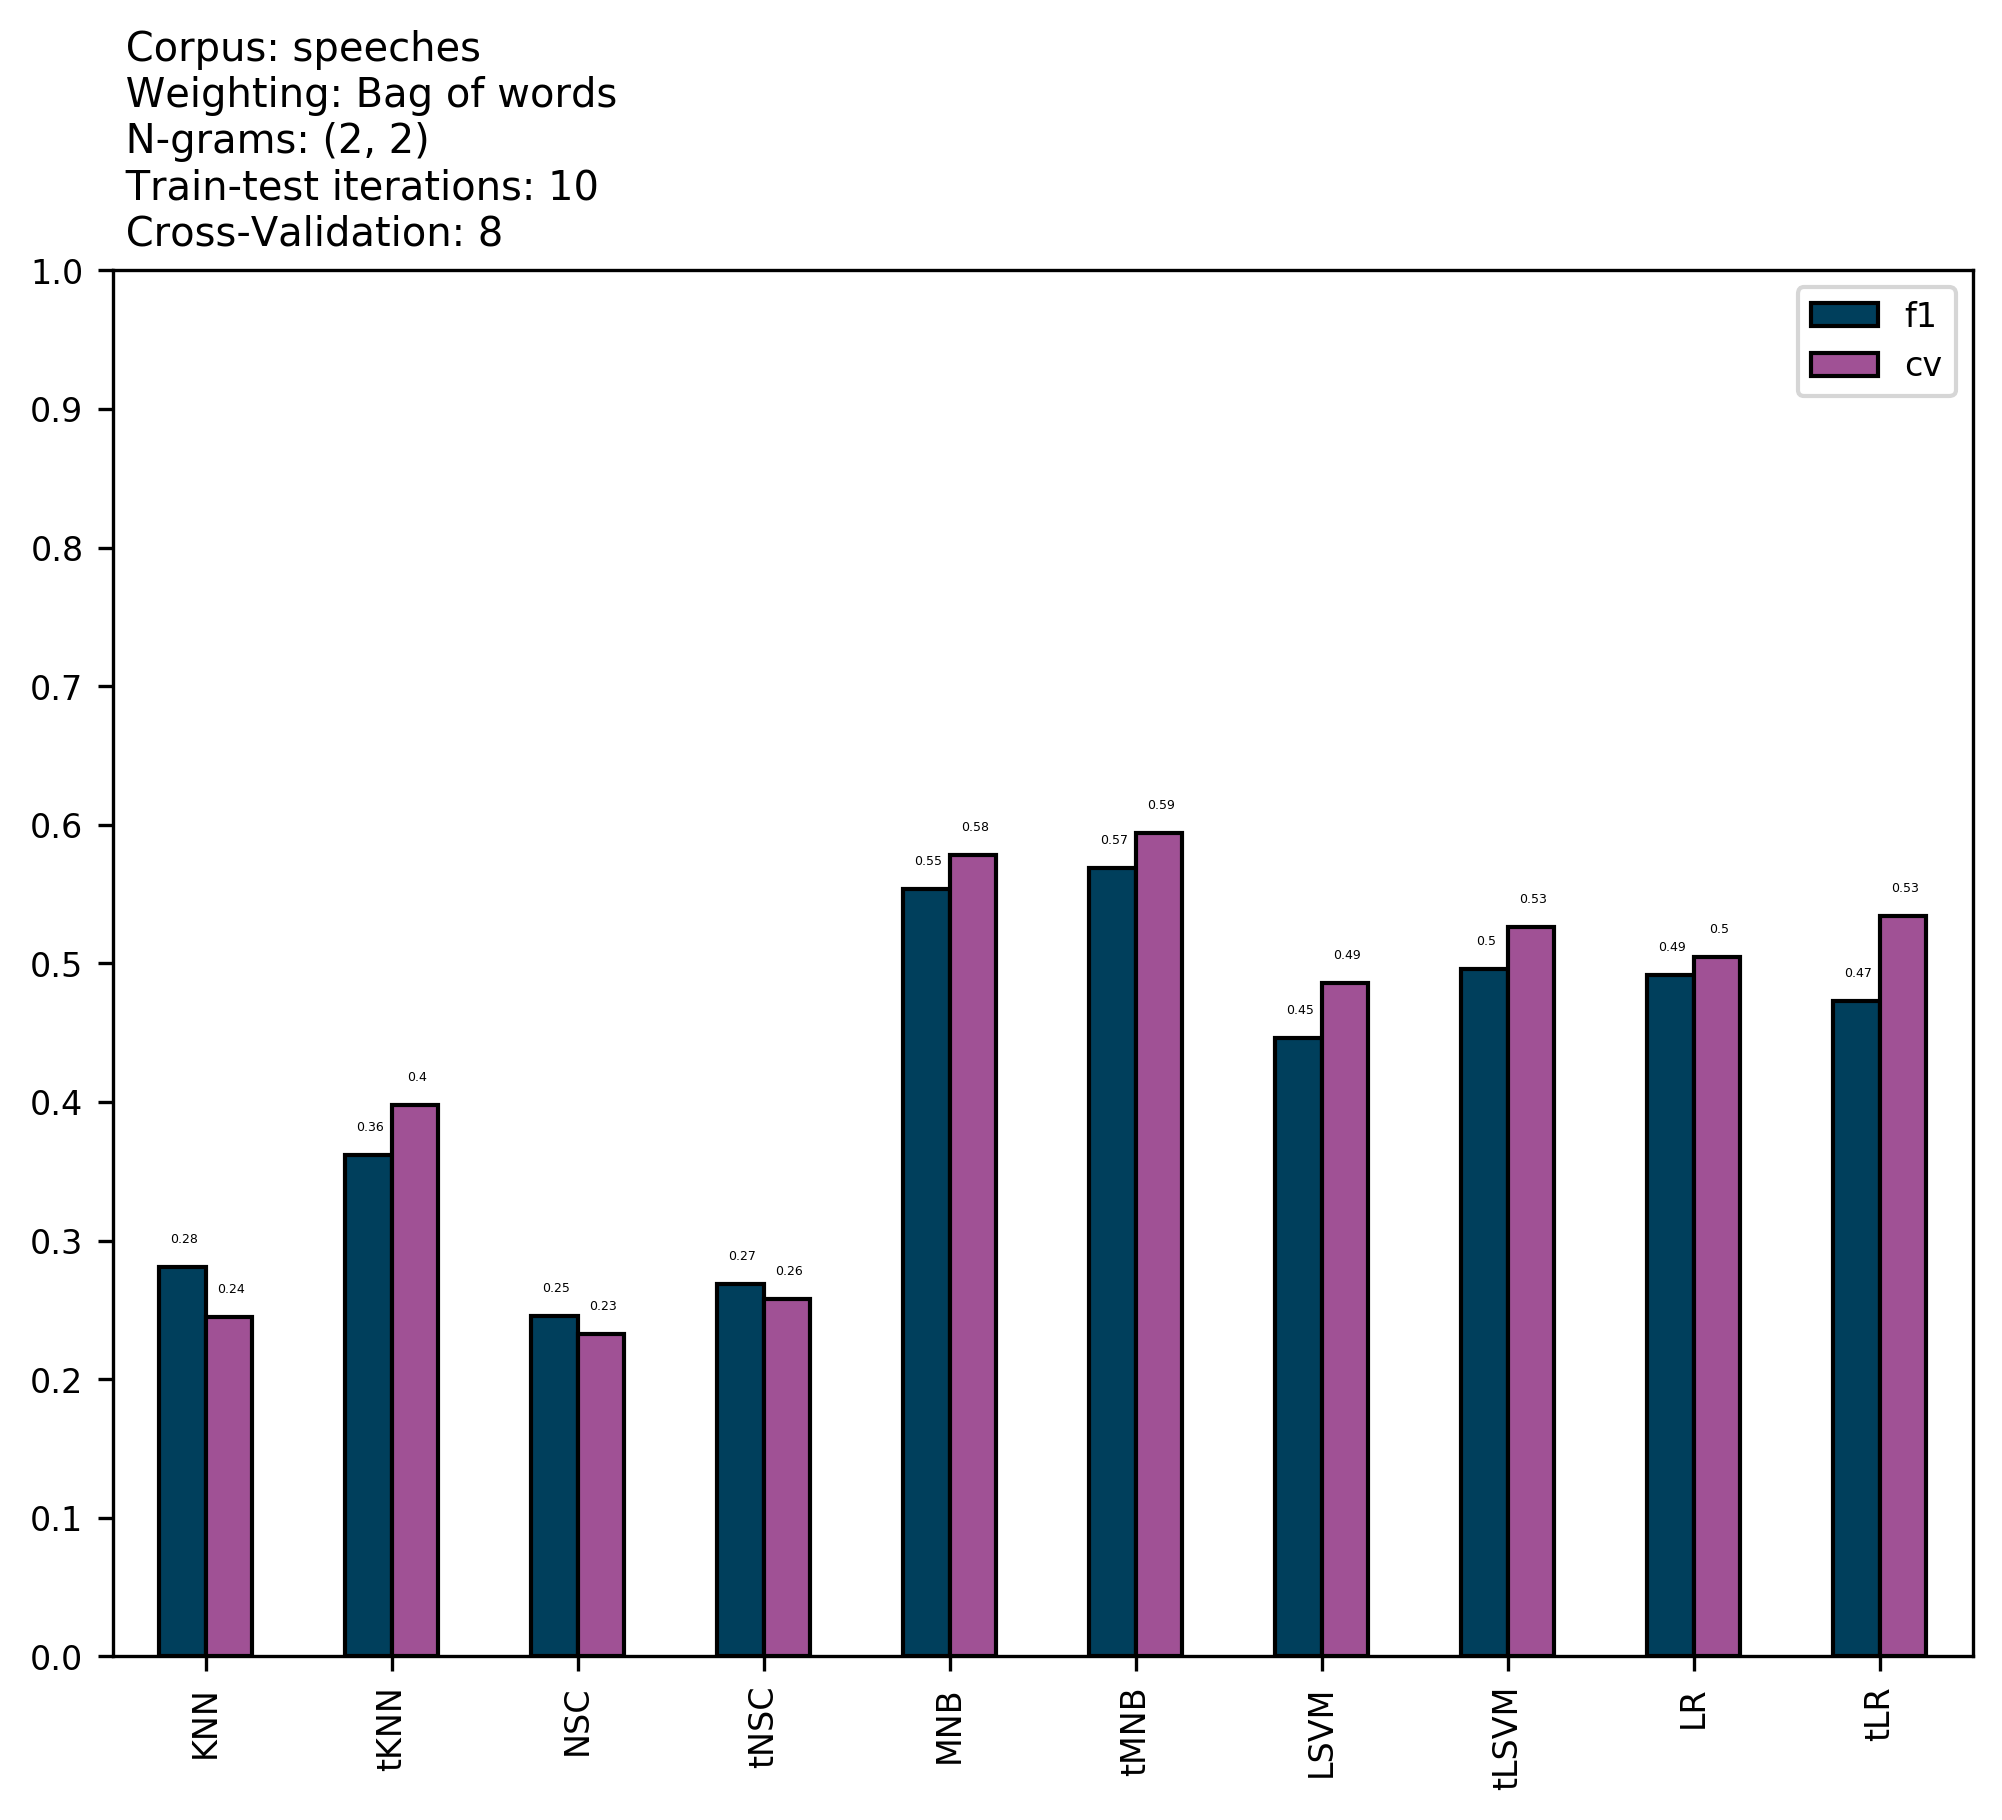 Corpus: speeches
Weighting: Bag of words
N-grams: (2, 2)
Train-test iterations: 10
Cross-Validation: 8
1.0
0.9
0.8
0.7
0.6
0.5
0.4
0.3
0.2
0.1
0.0
f1
cv
0.28
0.24
0.36
0.4
0.25
0.23
0.27
0.26
0.55
0.58
0.57
0.59
0.45
0.49
0.5
0.53
0.49
0.5
0.47
0.53
KNN
tKNN
NSC
tNSC
MNB
tMNB
LSVM
tLSVM
LR
tLR